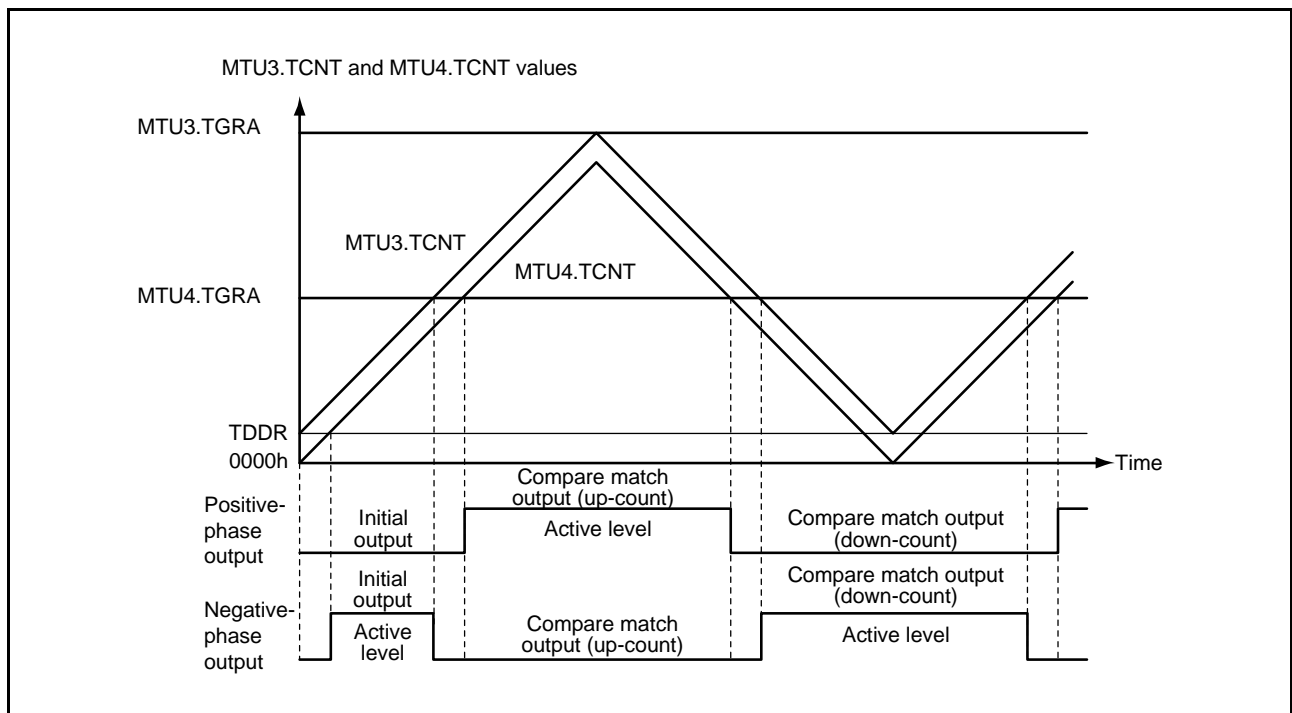 MTU3.TCNT and MTU4.TCNT values
MTU3.TGRA
MTU3.TCNT
MTU4.TCNT
MTU4.TGRA
TDDR
0000h
Time
Positive-
phase
output
Initial
output
Compare match
output (up-count)
Active level
Compare match output
(down-count)
Negative-
phase
output
Initial
output
Active
level
Compare match
output (up-count)
Compare match output
(down-count)
Active level